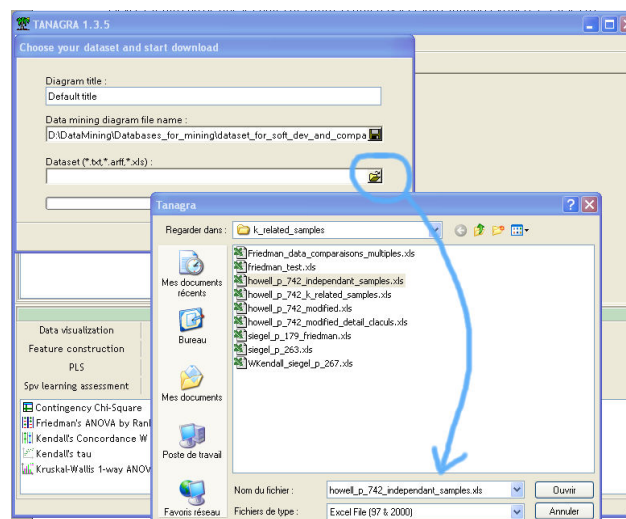 TANAGRA 1.3.5
Choose your dataset and start download
Diagram title :
Default title
Data mining diagram file name :
D:\DataMining\Databases_for_mining\dataset_for_soft_dev_and_compa
Dataset (*.txt,*.arff,*.xls) :
Tanagra
Regarder dans :
k_related_samples
Mes documents récents
Bureau
Mes documents
Poste de travail
Favoris réseau
Friedman_data_comparaisons_multiples.xls
friedman_test.xls
howell_p_742_independant_samples.xls
howell_p_742_k_related_samples.xls
howell_p_742_modified.xls
howell_p_742_modified_detail_claculs.xls
siegel_p_179_friedman.xls
siegel_p_263.xls
WKendall_siegel_p_267.xls
Nom du fichier :
howell_p_742_independant_samples.xls
Ouvrir
Fichiers de type :
Excel File (97 & 2000)
Annuler
Data visualization
Feature construction
PLS
Spv learning assessment
Contingency Chi-Square
Friedman's ANOVA by Ran
Kendall's Concordance W
Kendall's tau
Kruskal-Wallis 1-way ANOV